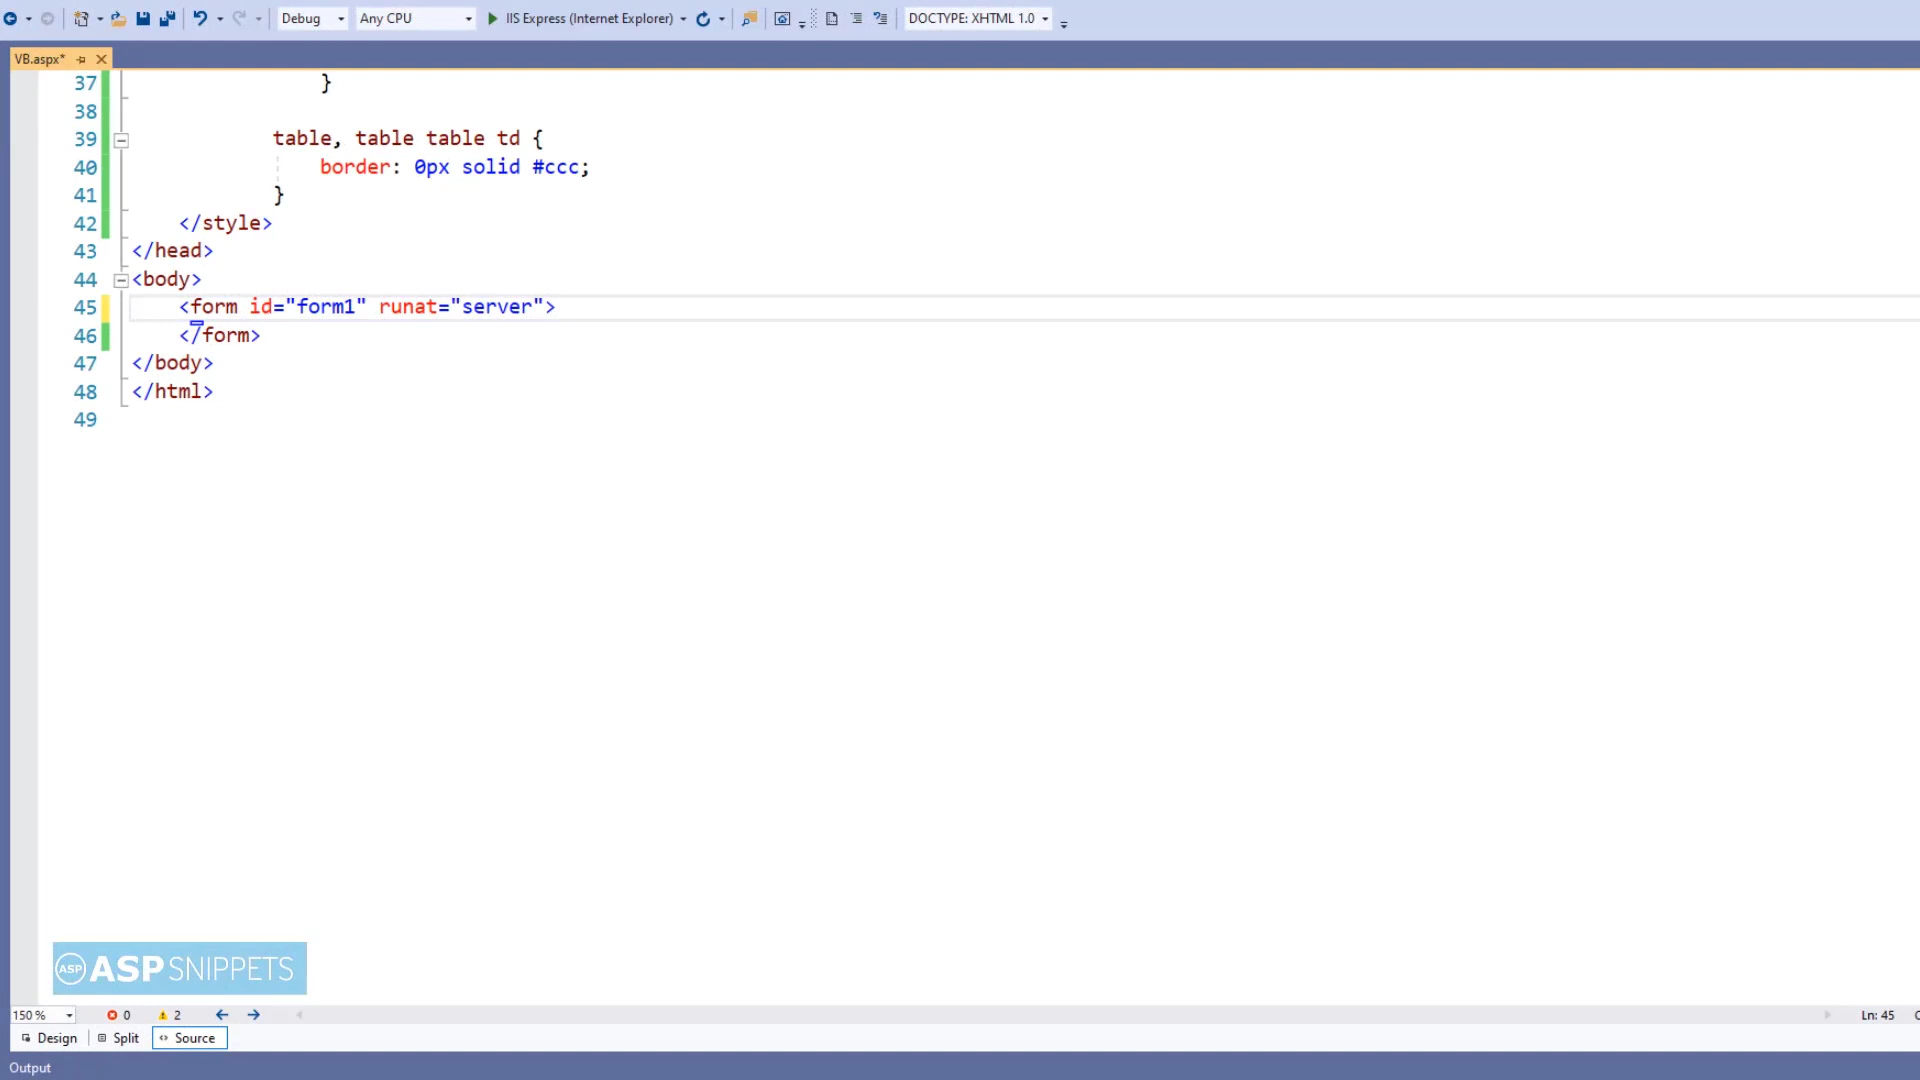 Debug Any CPU IIS Express (Internet Explorer) DOCTYPE: XHTML 1.0
VB.aspx*
37 }
38
39 table, table table td {
40 border: 0px solid #ccc;
41 }
42 </style>
43 </head>
44 <body>
45 <form id="form1" runat="server">
46 </form>
47 </body>
48 </html>
49
ASP ASPSNIPPETS
150 % 0 2 Ln: 45
Design Split Source
Output